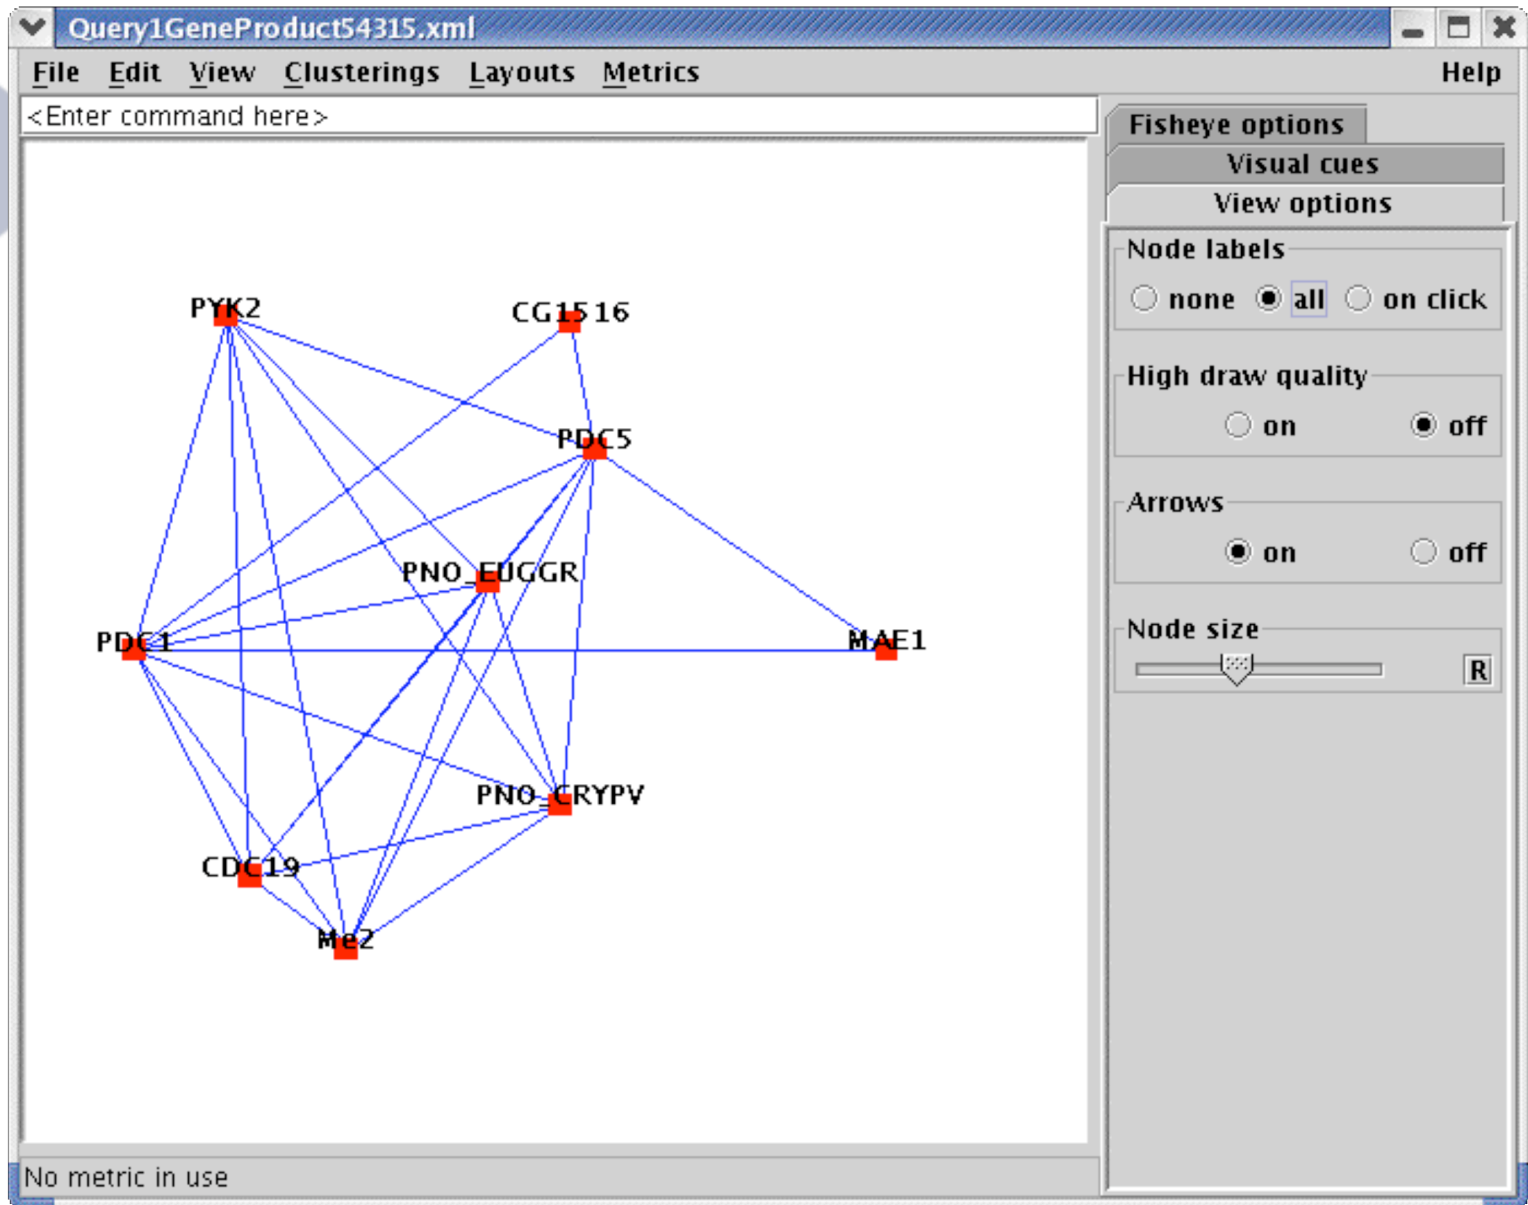 Query1GeneProduct54315.xml
File Edit View Clusterings Layouts Metrics Help
<Enter command here>
Fisheye options
Visual cues
View options
Node labels
none all on click
High draw quality
on off
Arrows
on off
Node size
R
PYK2
CG1516
PDC5
PNO_EUGGR
PDC1
MAE1
PNO_CRYPV
CDC19
Me2
No metric in use